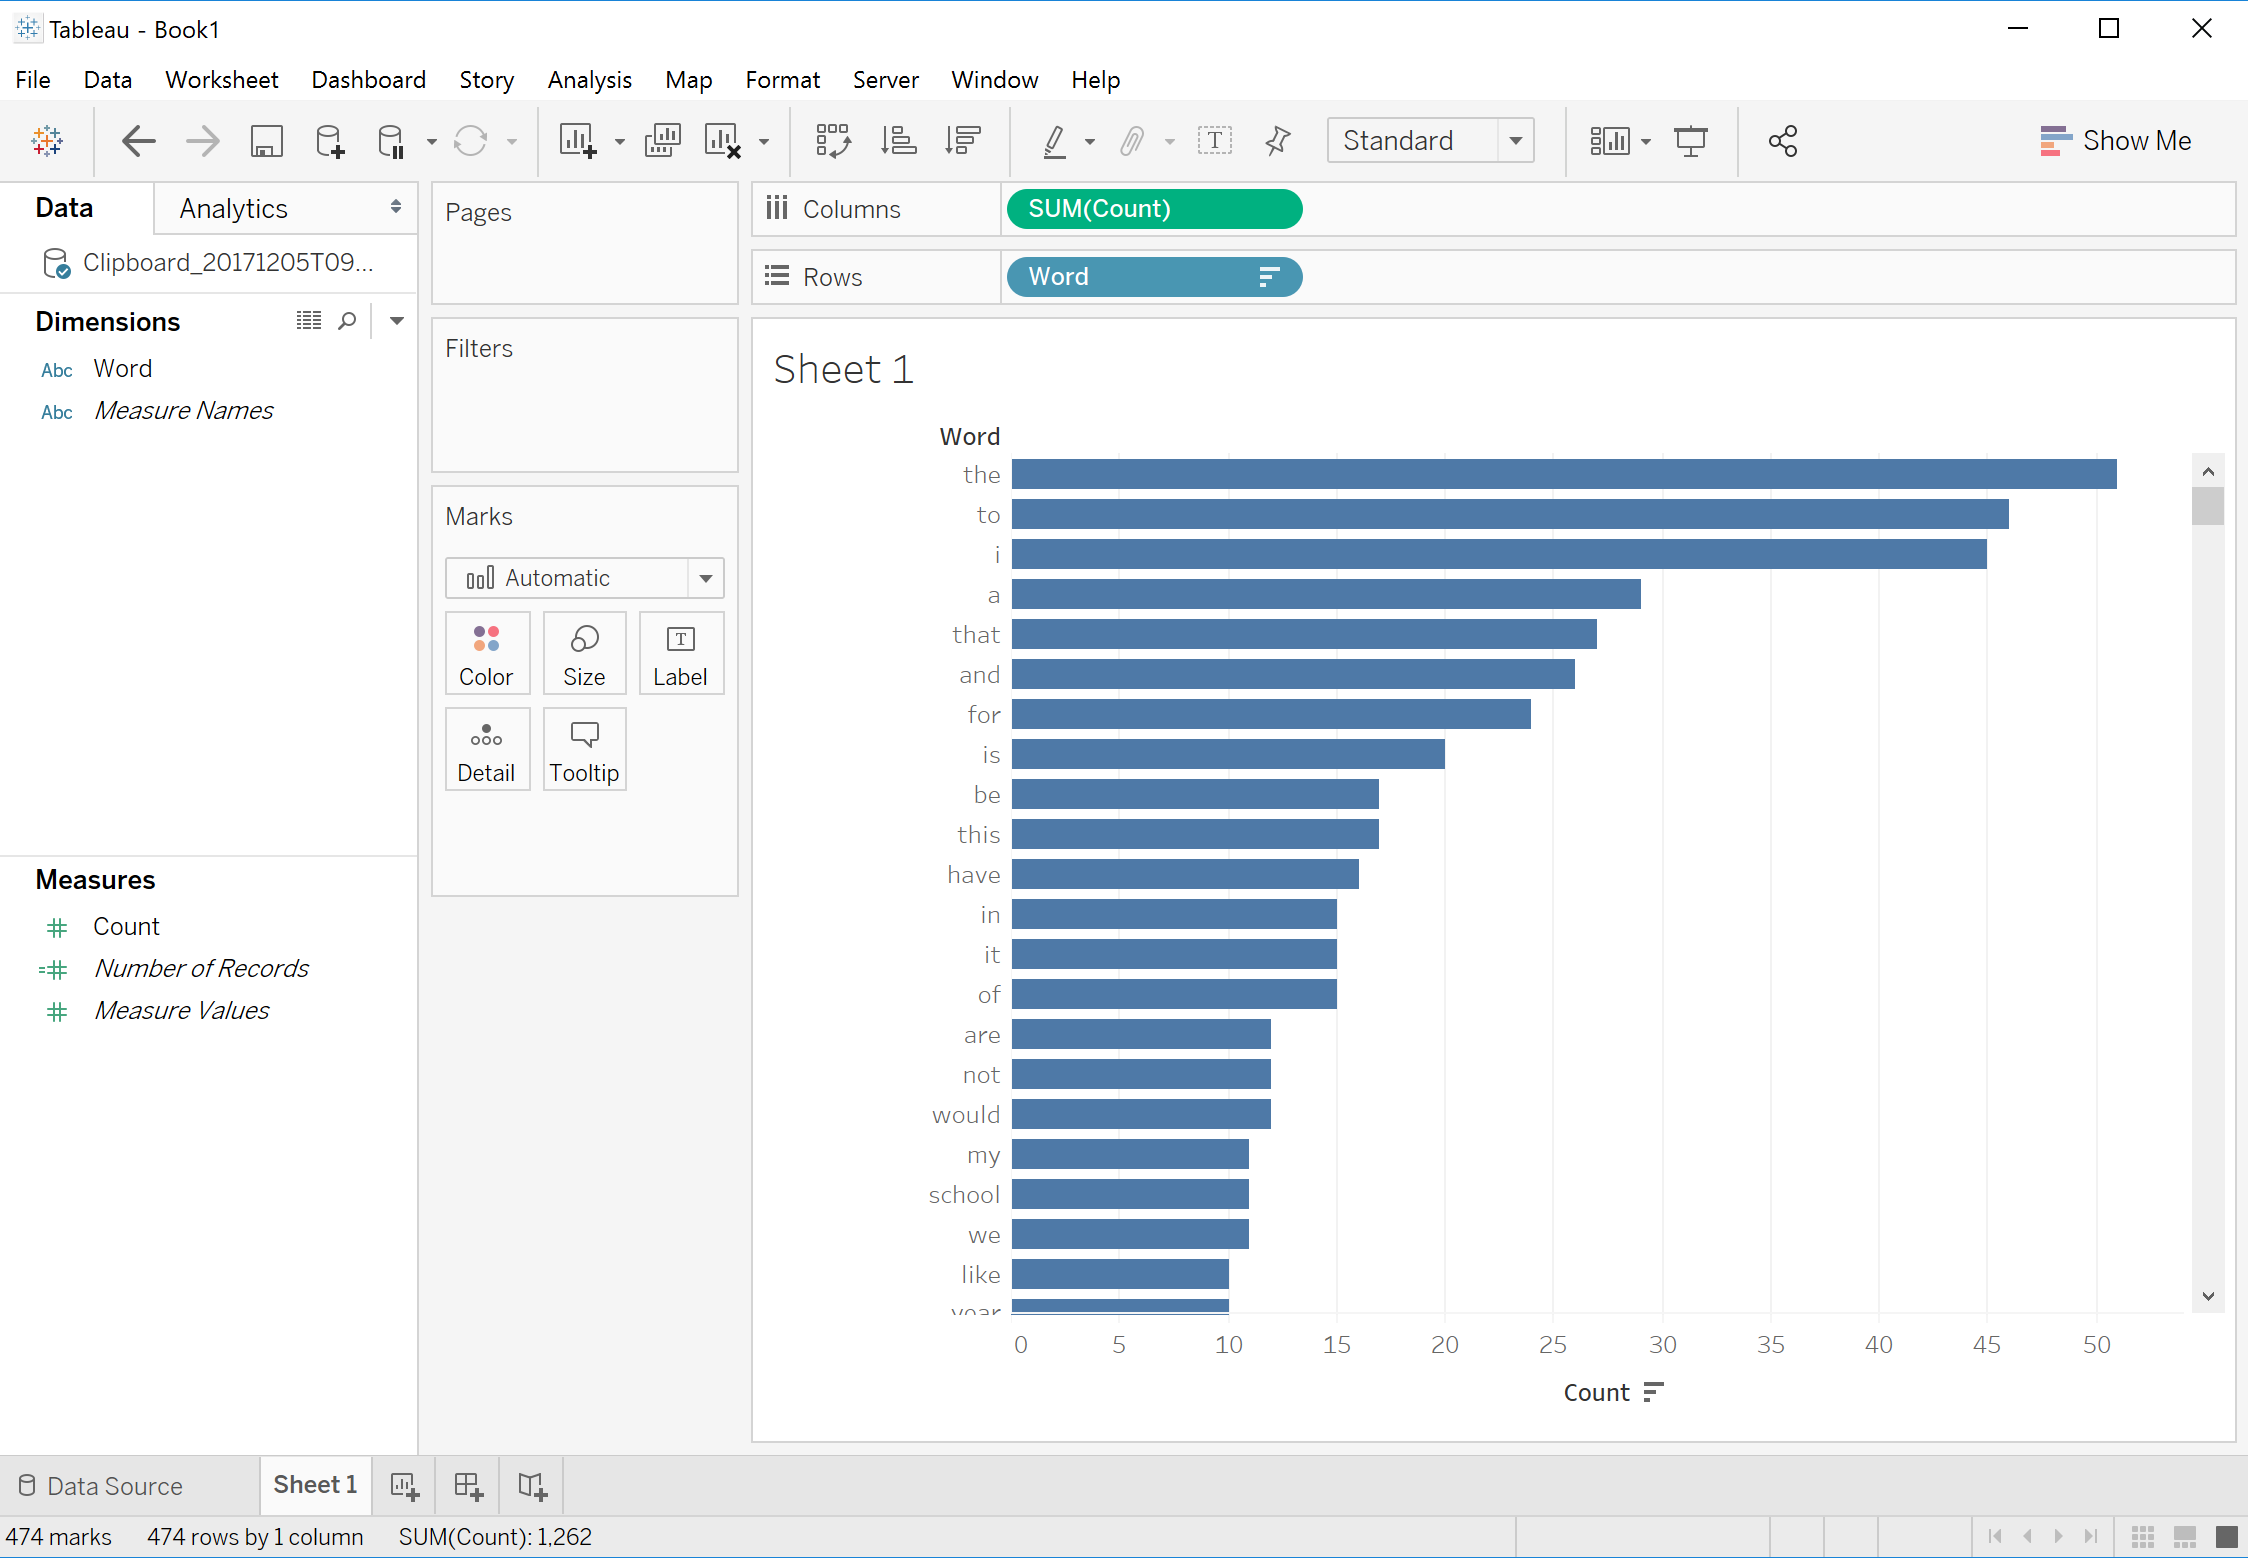 Tableau - Book1
File Data Worksheet Dashboard Story Analysis Map Format Server Window Help
Standard
Show Me
Data
Analytics
Clipboard_20171205T09...
Dimensions
Abc Word
Abc Measure Names
Measures
Count
Number of Records
Measure Values
Pages
Filters
Marks
Automatic
Color Size Label
Detail Tooltip
Columns SUM(Count)
Rows Word
Sheet 1
Word
the
to
i
a
that
and
for
is
be
this
have
in
it
of
are
not
would
my
school
we
like
year
0 5 10 15 20 25 30 35 40 45 50
Count
Data Source Sheet 1
474 marks 474 rows by 1 column SUM(Count): 1,262